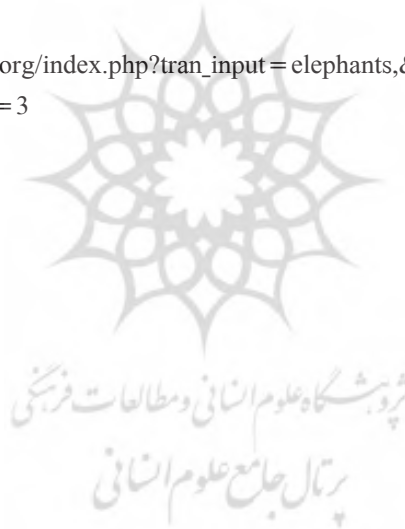 org/index.php?tran_input = elephants,&
= 3
پژوهشگاه علوم انسانی و مطالعات فرهنگی
پرتال جامع علوم انسانی